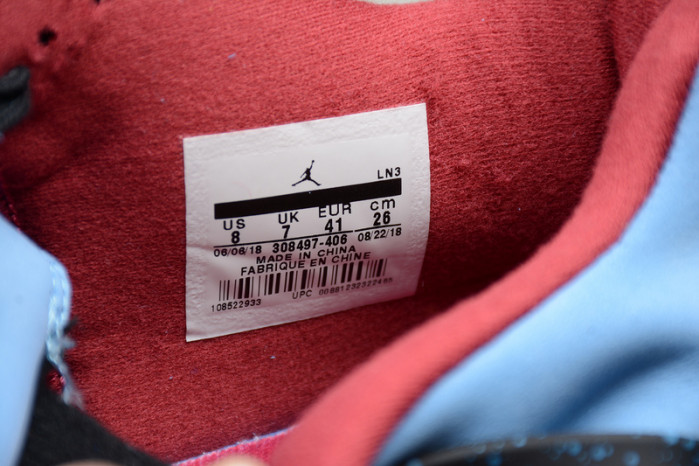 LN3
US UK EUR cm
8 7 41 26
06/06/18 308497-406 08/22/18
MADE IN CHINA
FABRIQUE EN CHINE
108522933 UPC